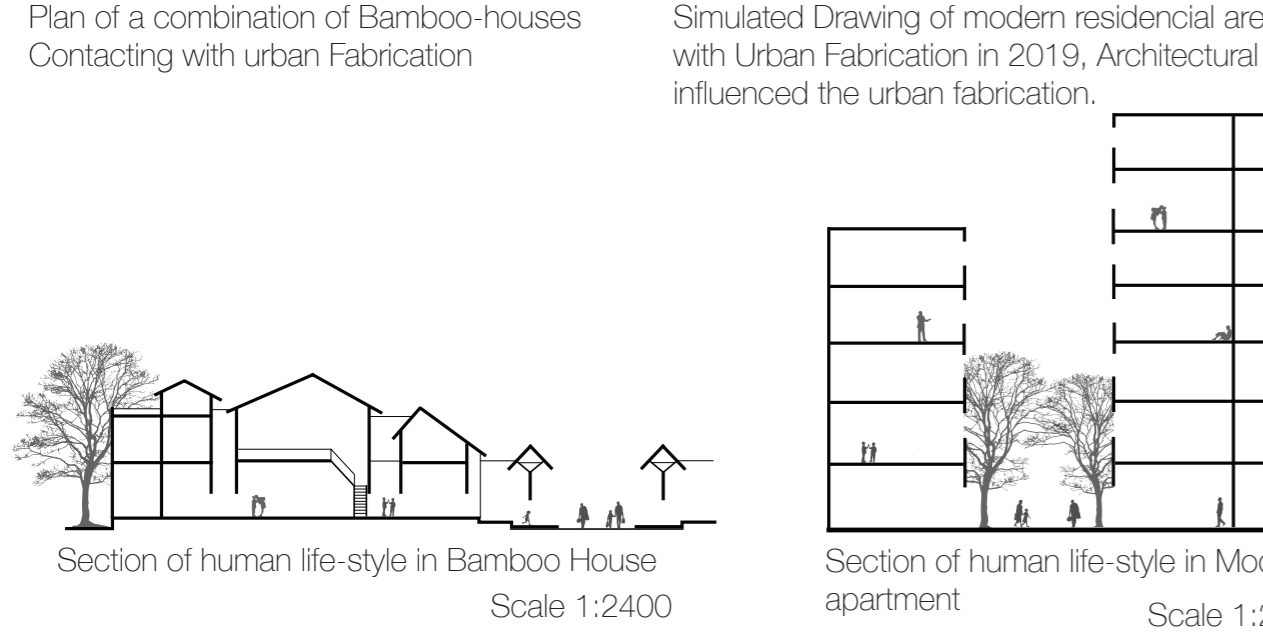 Plan of a combination of Bamboo-houses
Contacting with urban Fabrication
Simulated Drawing of modern residencial are
with Urban Fabrication in 2019, Architectural
influenced the urban fabrication.
Section of human life-style in Bamboo House
Scale 1:2400
Section of human life-style in
apartment
Scale